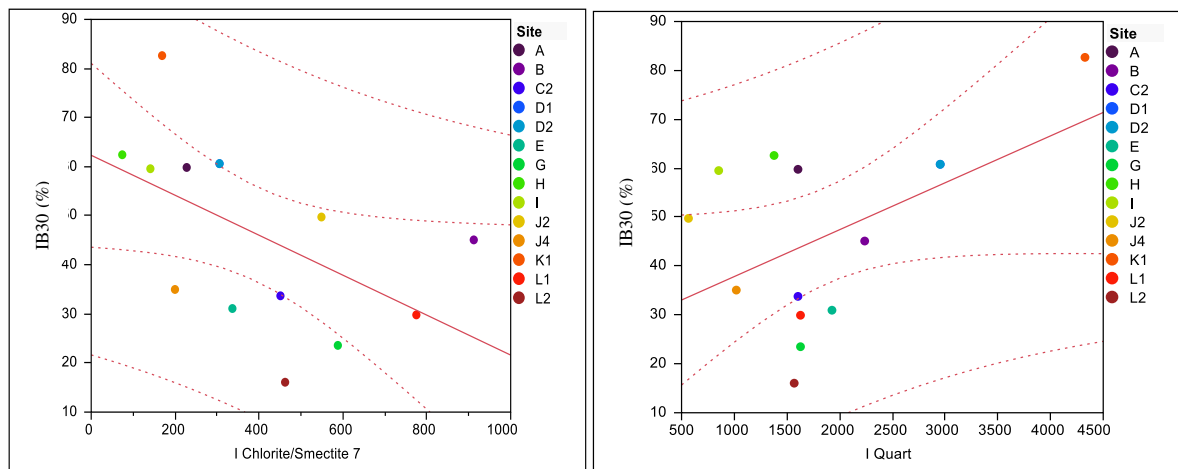 90
80
70
60
50
40
30
20
10
IB30 (%)
0
200
400
600
800
1000
I Chlorite/Smectite 7
Site
A
B
C2
D1
D2
E
G
H
I
J2
J4
K1
L1
L2
90
80
70
60
50
40
30
20
10
IB30 (%)
500
1000
1500
2000
2500
3000
3500
4000
4500
I Quart
Site
A
B
C2
D1
D2
E
G
H
I
J2
J4
K1
L1
L2